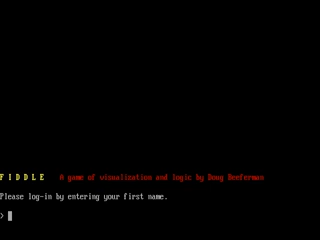 F I D D L E   A game of visualization and logic by Doug Beeferman
Please log-in by entering your first name.
>